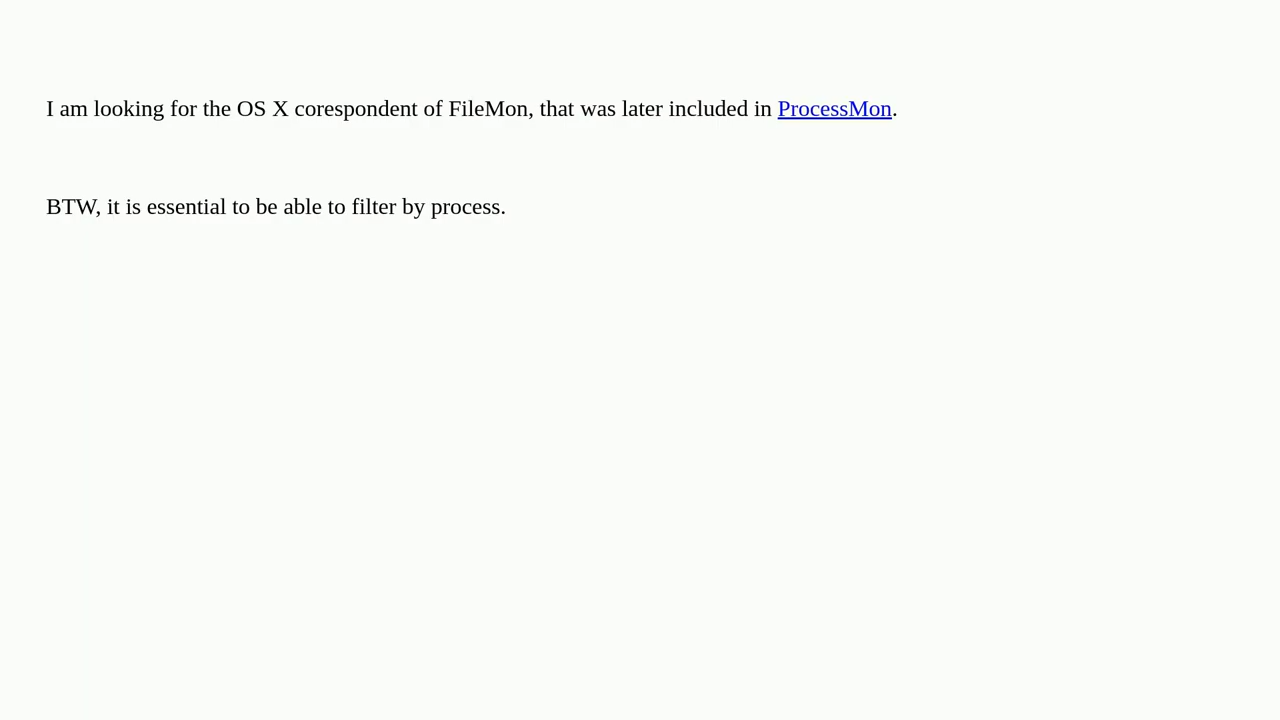 I am looking for the OS X corespondent of FileMon, that was later included in ProcessMon.
BTW, it is essential to be able to filter by process.